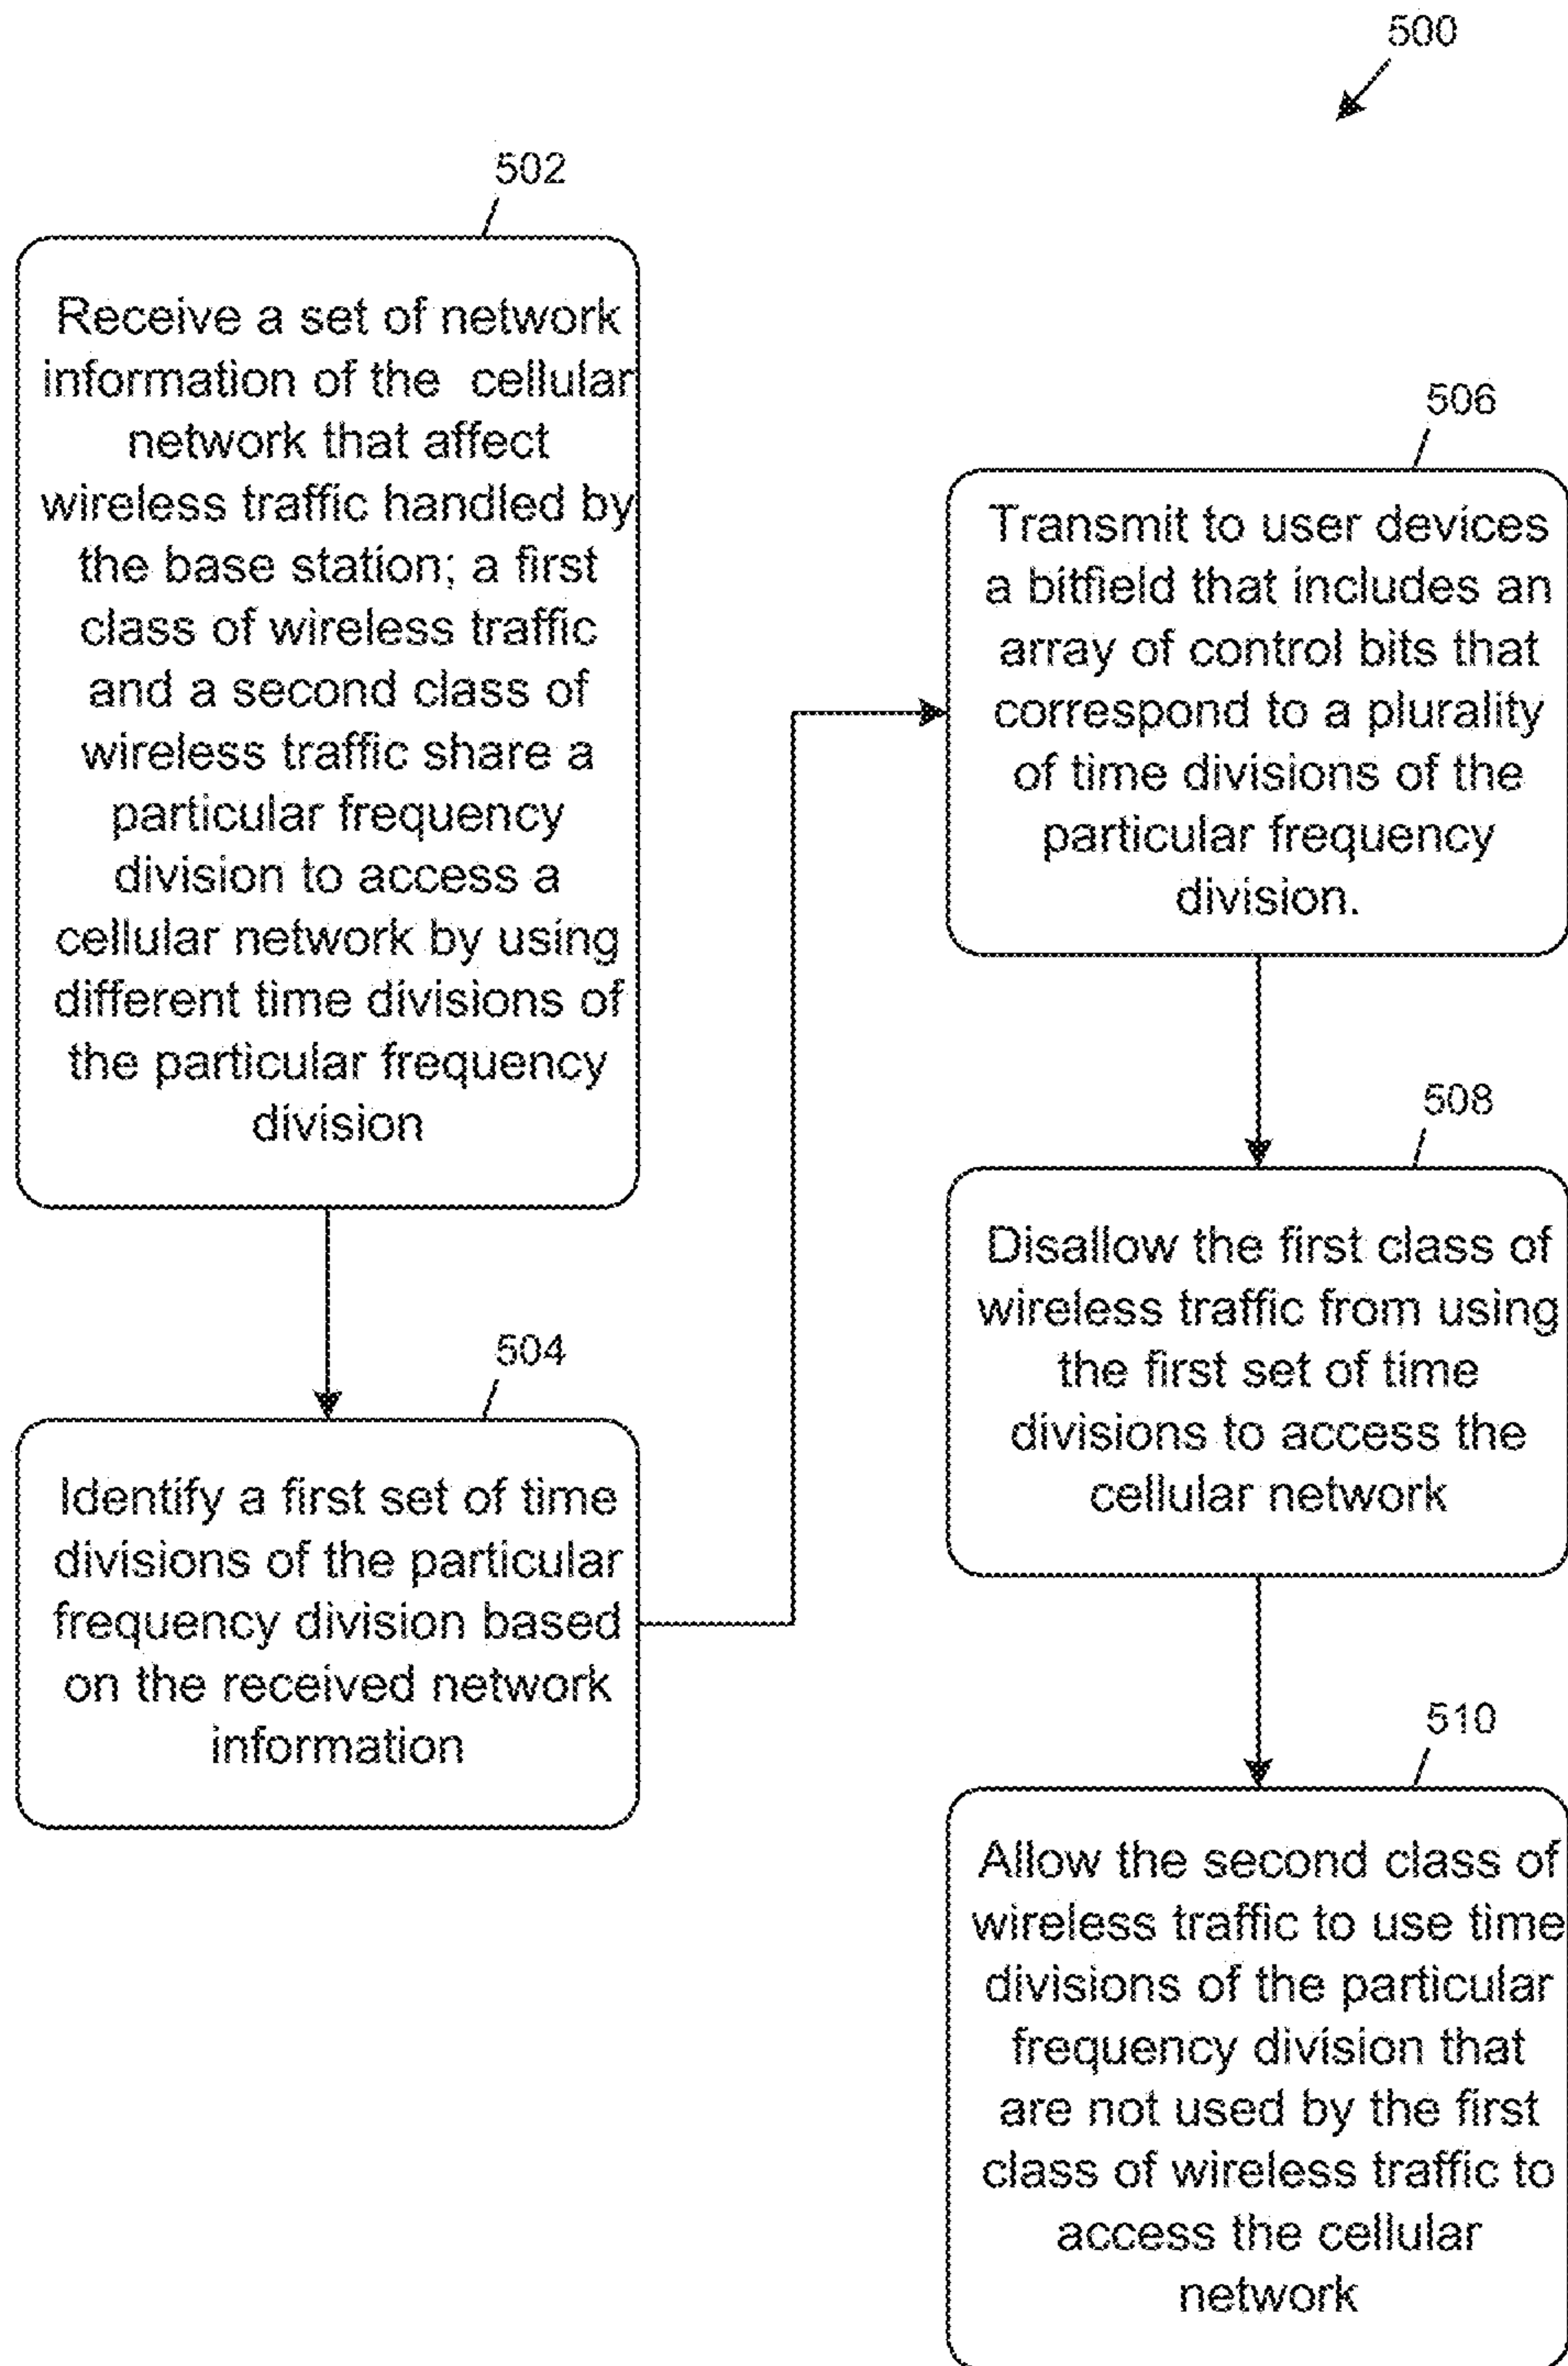 500
502
Receive a set of network
information of the cellular
network that affect
wireless traffic handled by
the base station; a first
class of wireless traffic
and a second class of
wireless traffic share a
particular frequency
division to access a
cellular network by using
different time divisions of
the particular frequency
division
504
Identify a first set of time
divisions of the particular
frequency division based
on the received network
information
506
Transmit to user devices
a bitfield that includes an
array of control bits that
correspond to a plurality
of time divisions of the
particular frequency
division.
508
Disallow the first class of
wireless traffic from using
the first set of time
divisions to access the
cellular network
510
Allow the second class of
wireless traffic to use time
divisions of the particular
frequency division that
are not used by the first
class of wireless traffic to
access the cellular
network